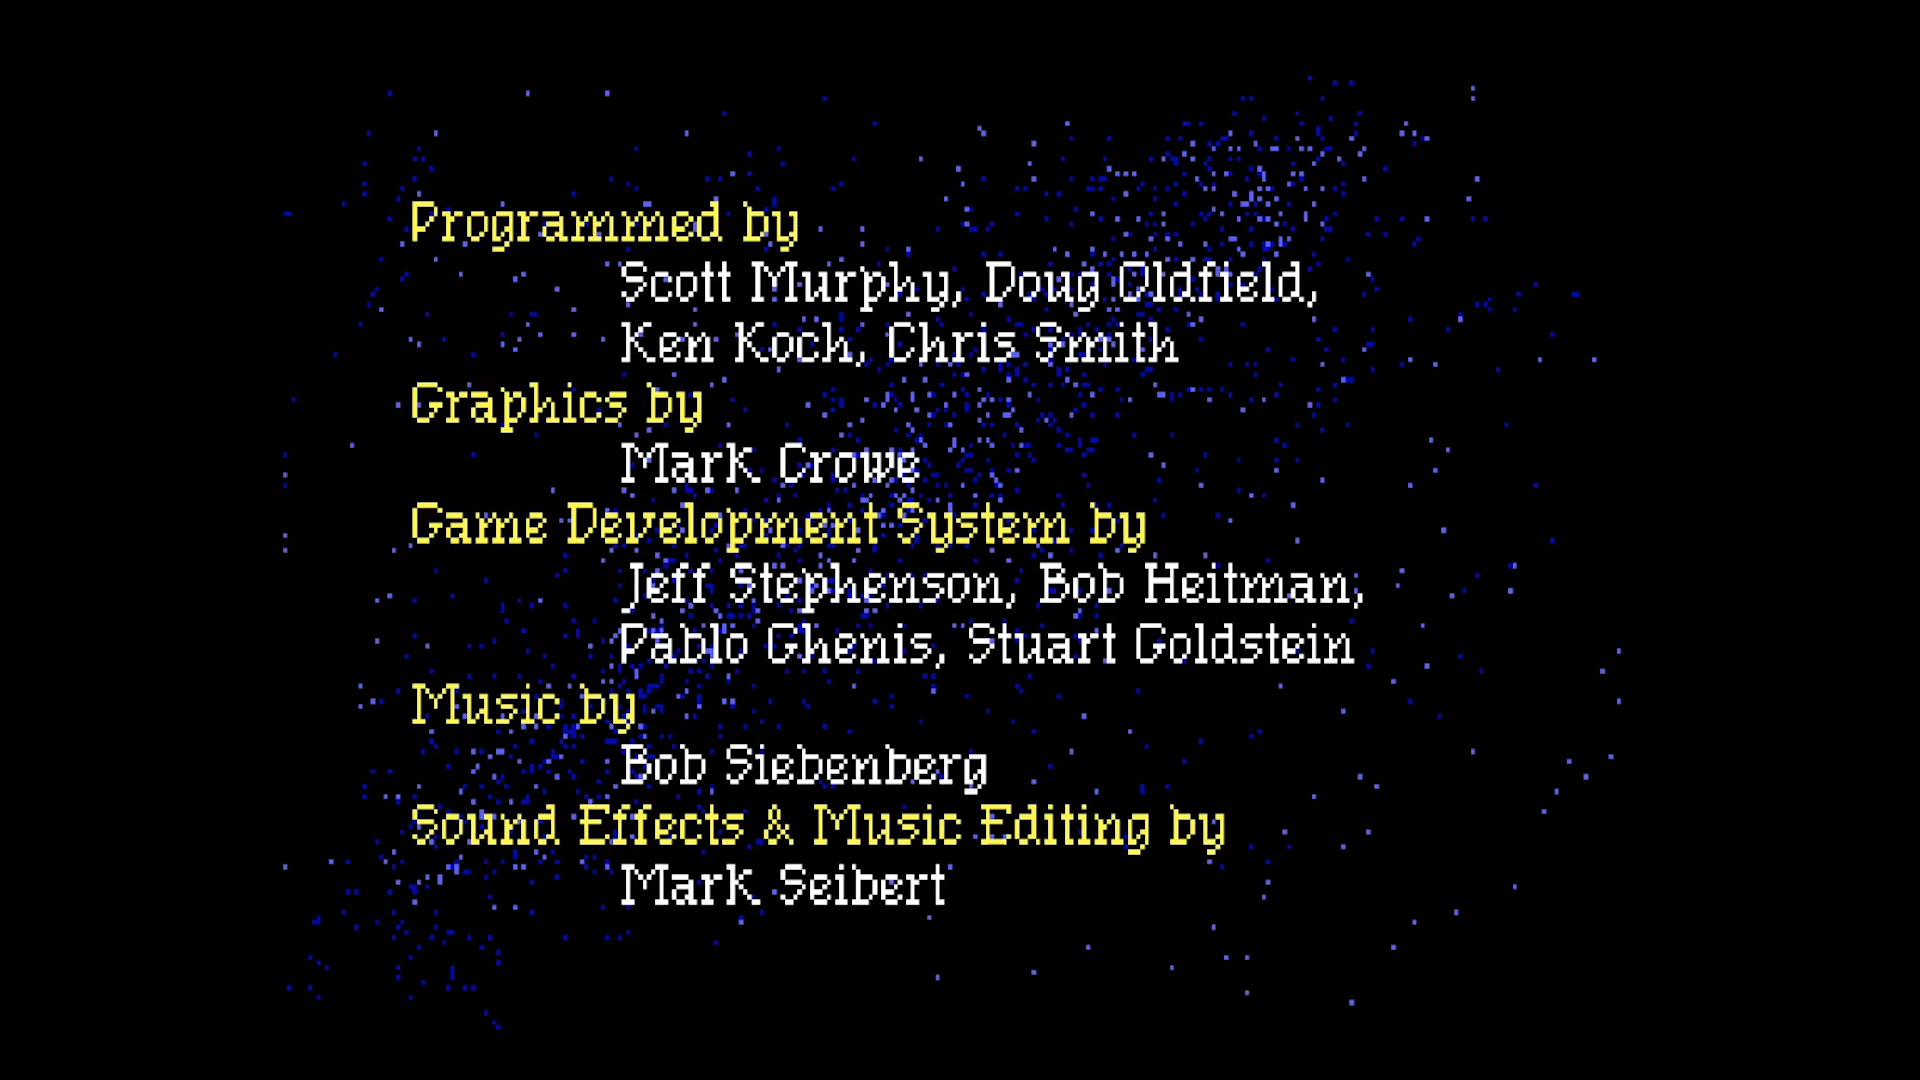 Programmed by
Scott Murphy, Doug Oldfield,
Ken Koch, Chris Smith
Graphics by
Mark Crowe
Game Development System by
Jeff Stephenson, Bob Heitman,
Pablo Ghenis, Stuart Goldstein
Music by
Bob Siebenberg
Sound Effects & Music Editing by
Mark Seibert